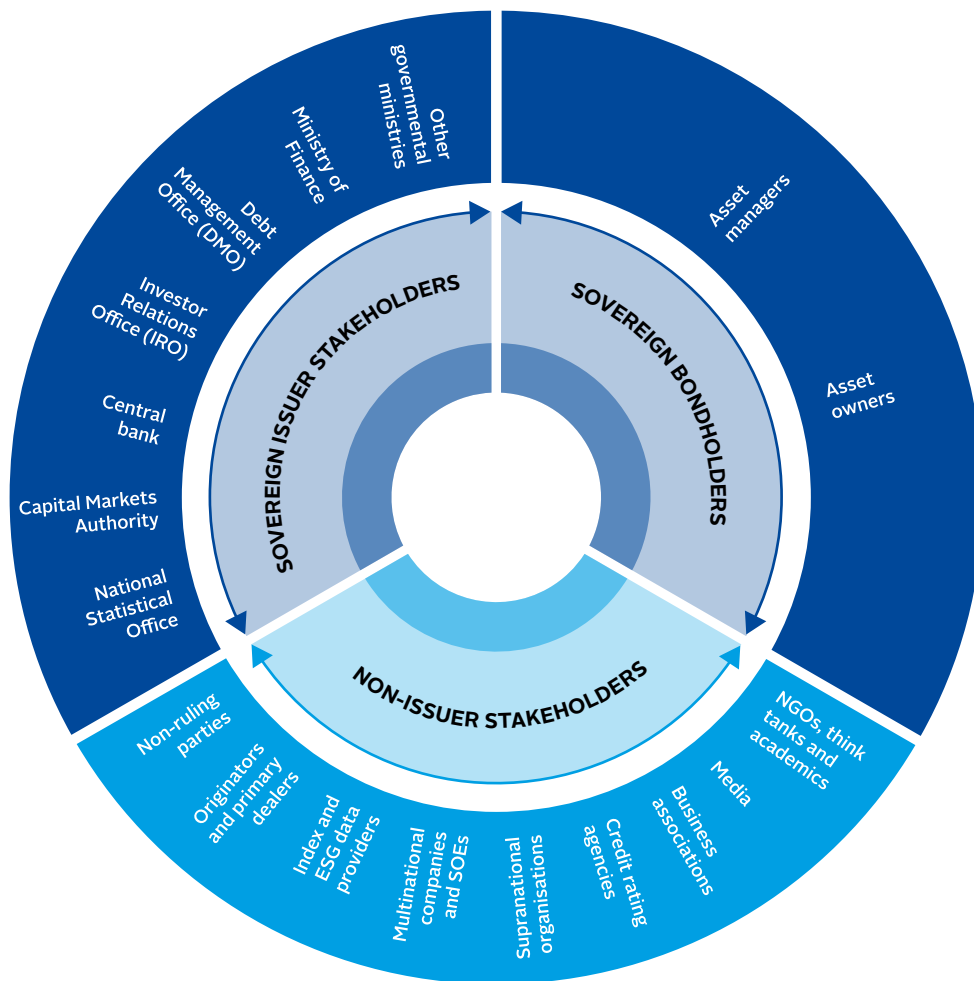 SOVEREIGN ISSUER STAKEHOLDERS
Other
governmental
ministries
Ministry of
Finance
Debt
Management
Office (DMO)
Investor
Relations
Office (IRO)
Central
bank
Capital Markets
Authority
National
Statistical
Office
SOVEREIGN BONDHOLDERS
Asset
managers
Asset
owners
NON-ISSUER STAKEHOLDERS
Non-ruling
parties
Originators
and primary
dealers
Index and
ESG data
providers
Multinational
companies
and SOEs
Supranational
organisations
Credit rating
agencies
Business
associations
Media
NGOs, think
tanks and
academics